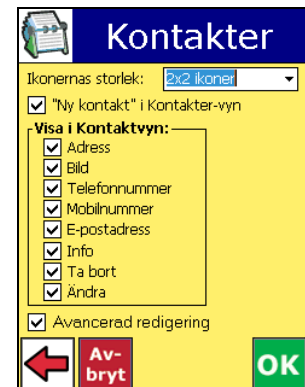 Kontakter
Ikonernas storlek: 2x2 ikoner
"Ny kontakt" i Kontakter-vyn
Visa i Kontaktvyn:
Adress
Bild
Telefonnummer
Mobilnummer
E-postadress
Info
Ta bort
Ändra
Avancerad redigering
Av-
bryt
OK